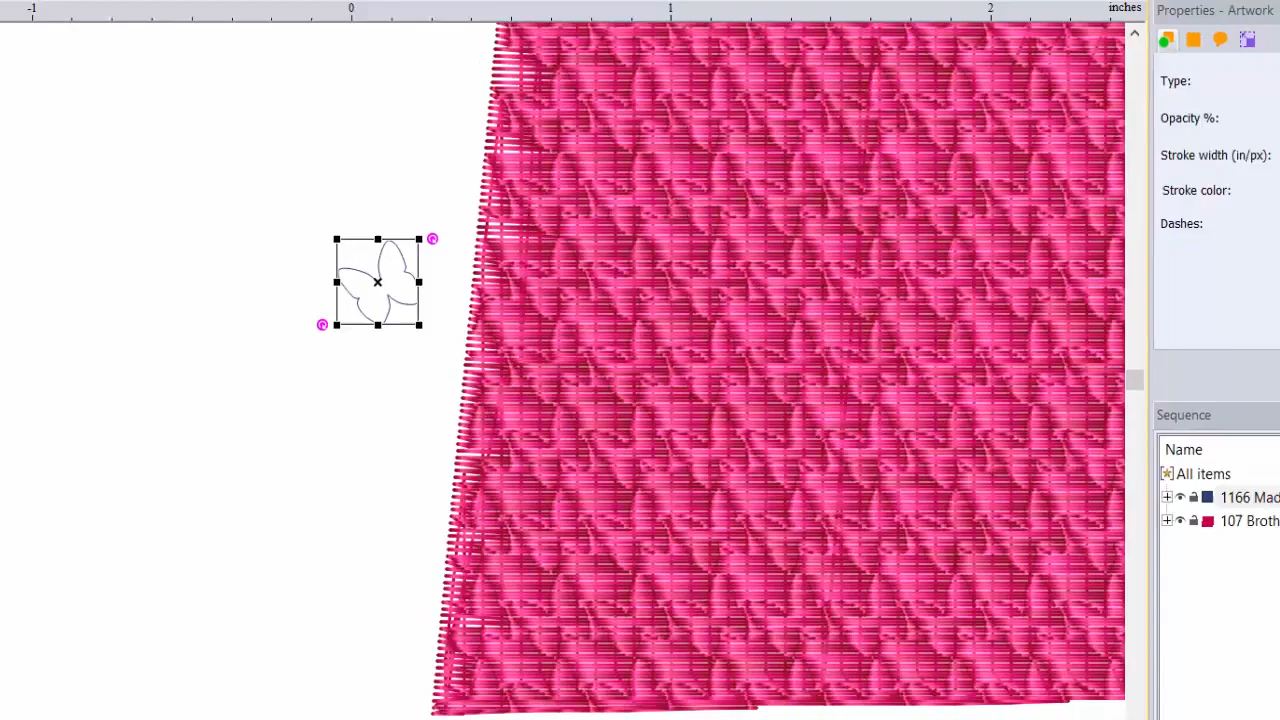 -1 0 1 2 inches
Properties - Artwork
Type:
Opacity %:
Stroke width (in/px):
Stroke color:
Dashes:
Sequence
Name
All items
1166 Mad
107 Broth